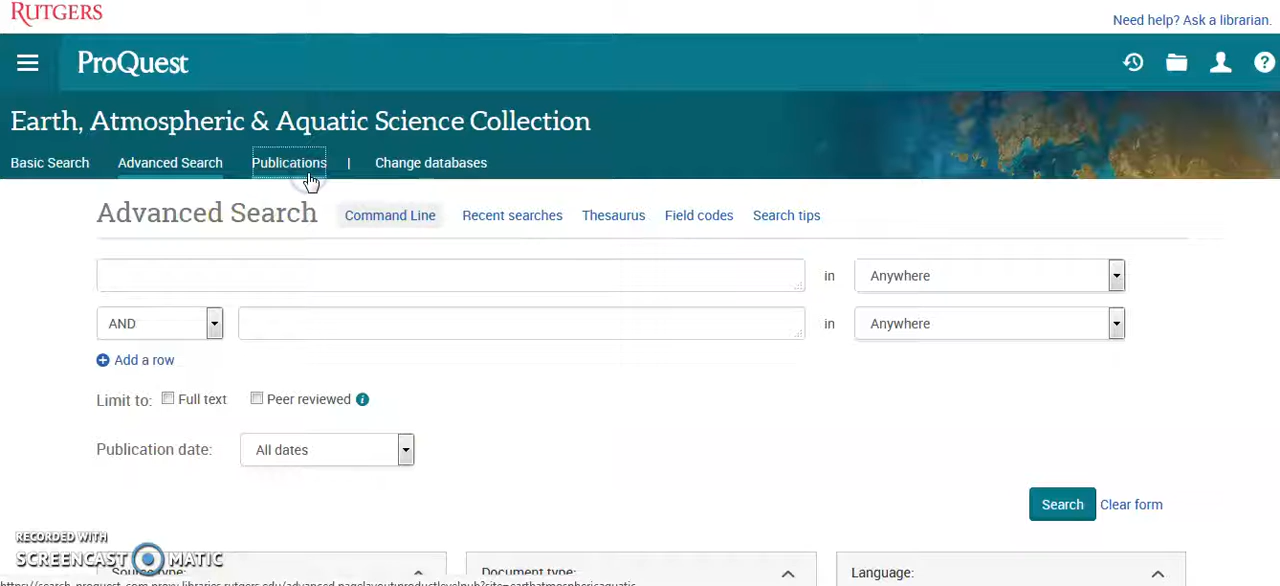 RUTGERS
Need help? Ask a librarian.
ProQuest
Earth, Atmospheric & Aquatic Science Collection
Basic Search Advanced Search Publications | Change databases
Advanced Search Command Line Recent searches Thesaurus Field codes Search tips
in Anywhere
AND in Anywhere
Add a row
Limit to: Full text Peer reviewed
Publication date: All dates
Search Clear form
RECORDED WITH
SCREENCAST MATIC
Source type: Document type: Language: